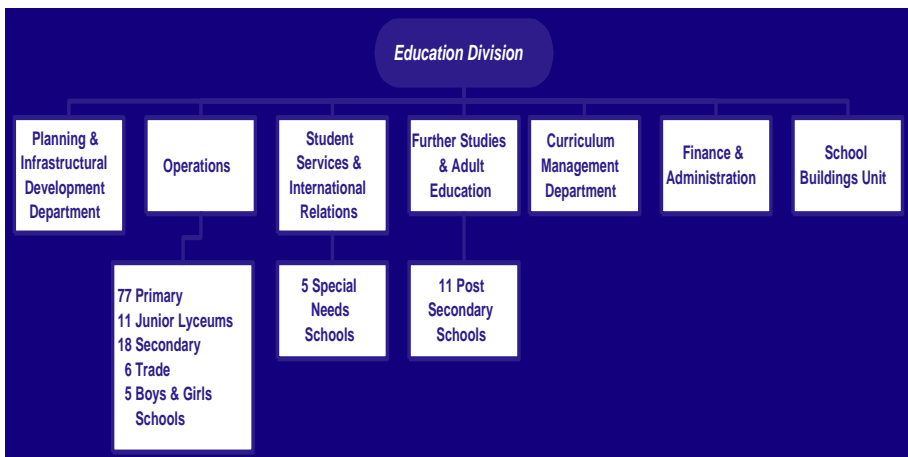 Education Division
Planning &
Infrastructural
Development
Department
Operations
Student
Services &
International
Relations
Further Studies
& Adult
Education
Curriculum
Management
Department
Finance &
Administration
School
Buildings Unit
77 Primary
11 Junior Lyceums
18 Secondary
6 Trade
5 Boys & Girls
Schools
5 Special
Needs
Schools
11 Post
Secondary
Schools